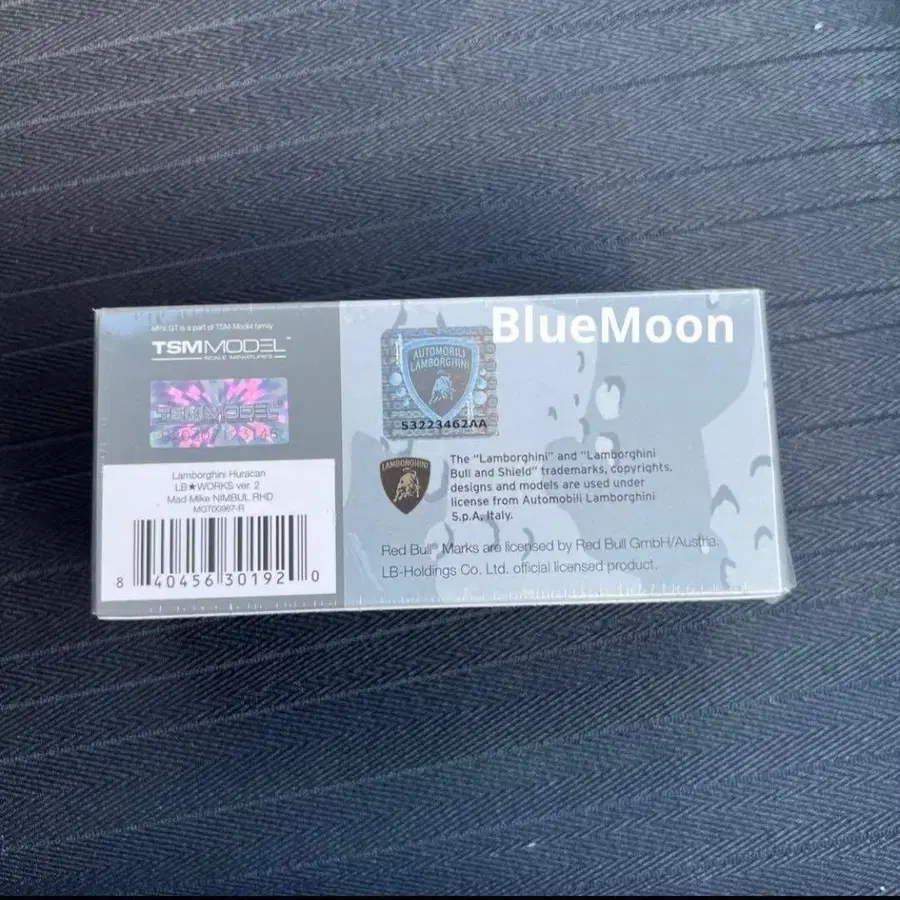 Mini GT is a part of TSM Model family
TSMMODEL™
SCALE MINIATURES
TSMMODEL
Lamborghini Huracan
LB★WORKS ver. 2
Mad Mike NIMBUL RHD
MGT00967-R
8 40456 30192 0
BlueMoon
AUTOMOBILI
LAMBORGHINI
53223462AA
LAMBORGHINI
The "Lamborghini" and "Lamborghini
Bull and Shield" trademarks, copyrights,
designs and models are used under
license from Automobili Lamborghini
S.p.A, Italy.
Red Bull® Marks are licensed by Red Bull GmbH/Austria.
LB-Holdings Co. Ltd. official licensed product.